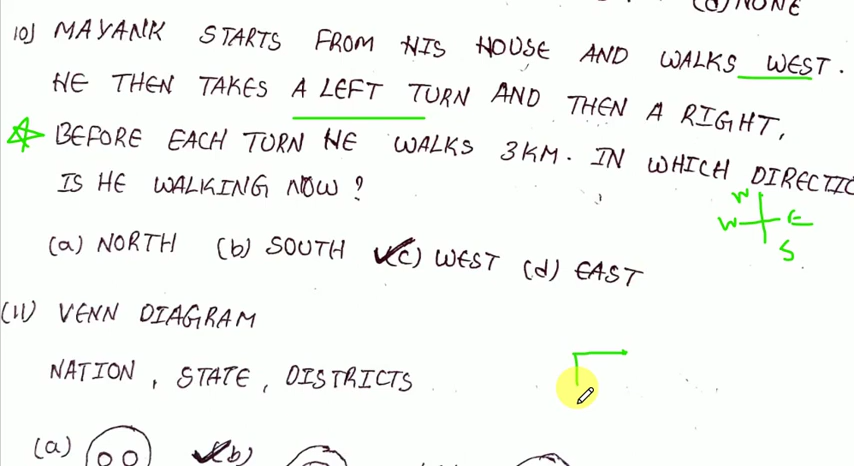 (d) NONE
10) MAYANK STARTS FROM HIS HOUSE AND WALKS WEST.
HE THEN TAKES A LEFT TURN AND THEN A RIGHT,
BEFORE EACH TURN HE WALKS 3KM. IN WHICH DIRECTIO
IS HE WALKING NOW?
N
W E
S
(a) NORTH (b) SOUTH (c) WEST (d) EAST
(11) VENN DIAGRAM
NATION, STATE, DISTRICTS
(a) (b)